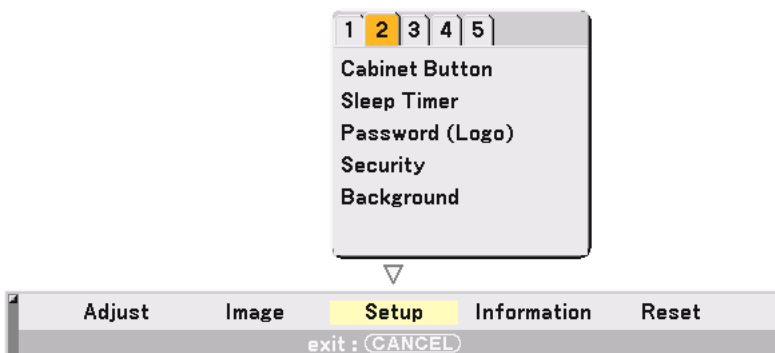 1 2 3 4 5
Cabinet Button
Sleep Timer
Password (Logo)
Security
Background
Adjust Image Setup Information Reset
exit : (CANCEL)